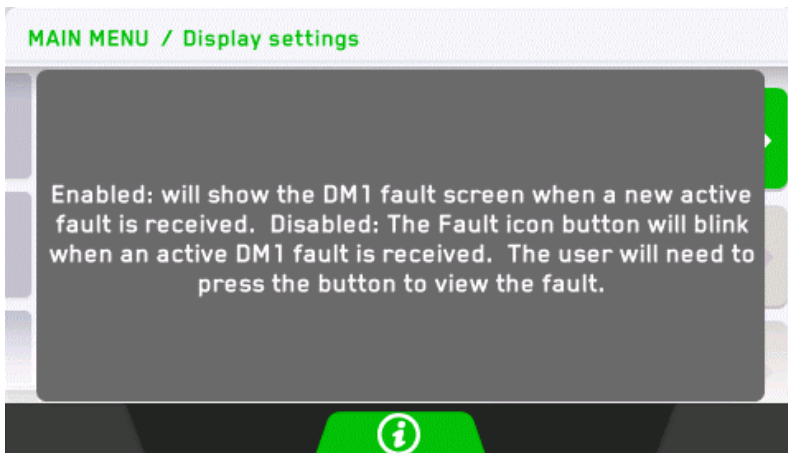 MAIN MENU / Display settings
Enabled: will show the DM1 fault screen when a new active
fault is received.  Disabled: The Fault icon button will blink
when an active DM1 fault is received.  The user will need to
press the button to view the fault.